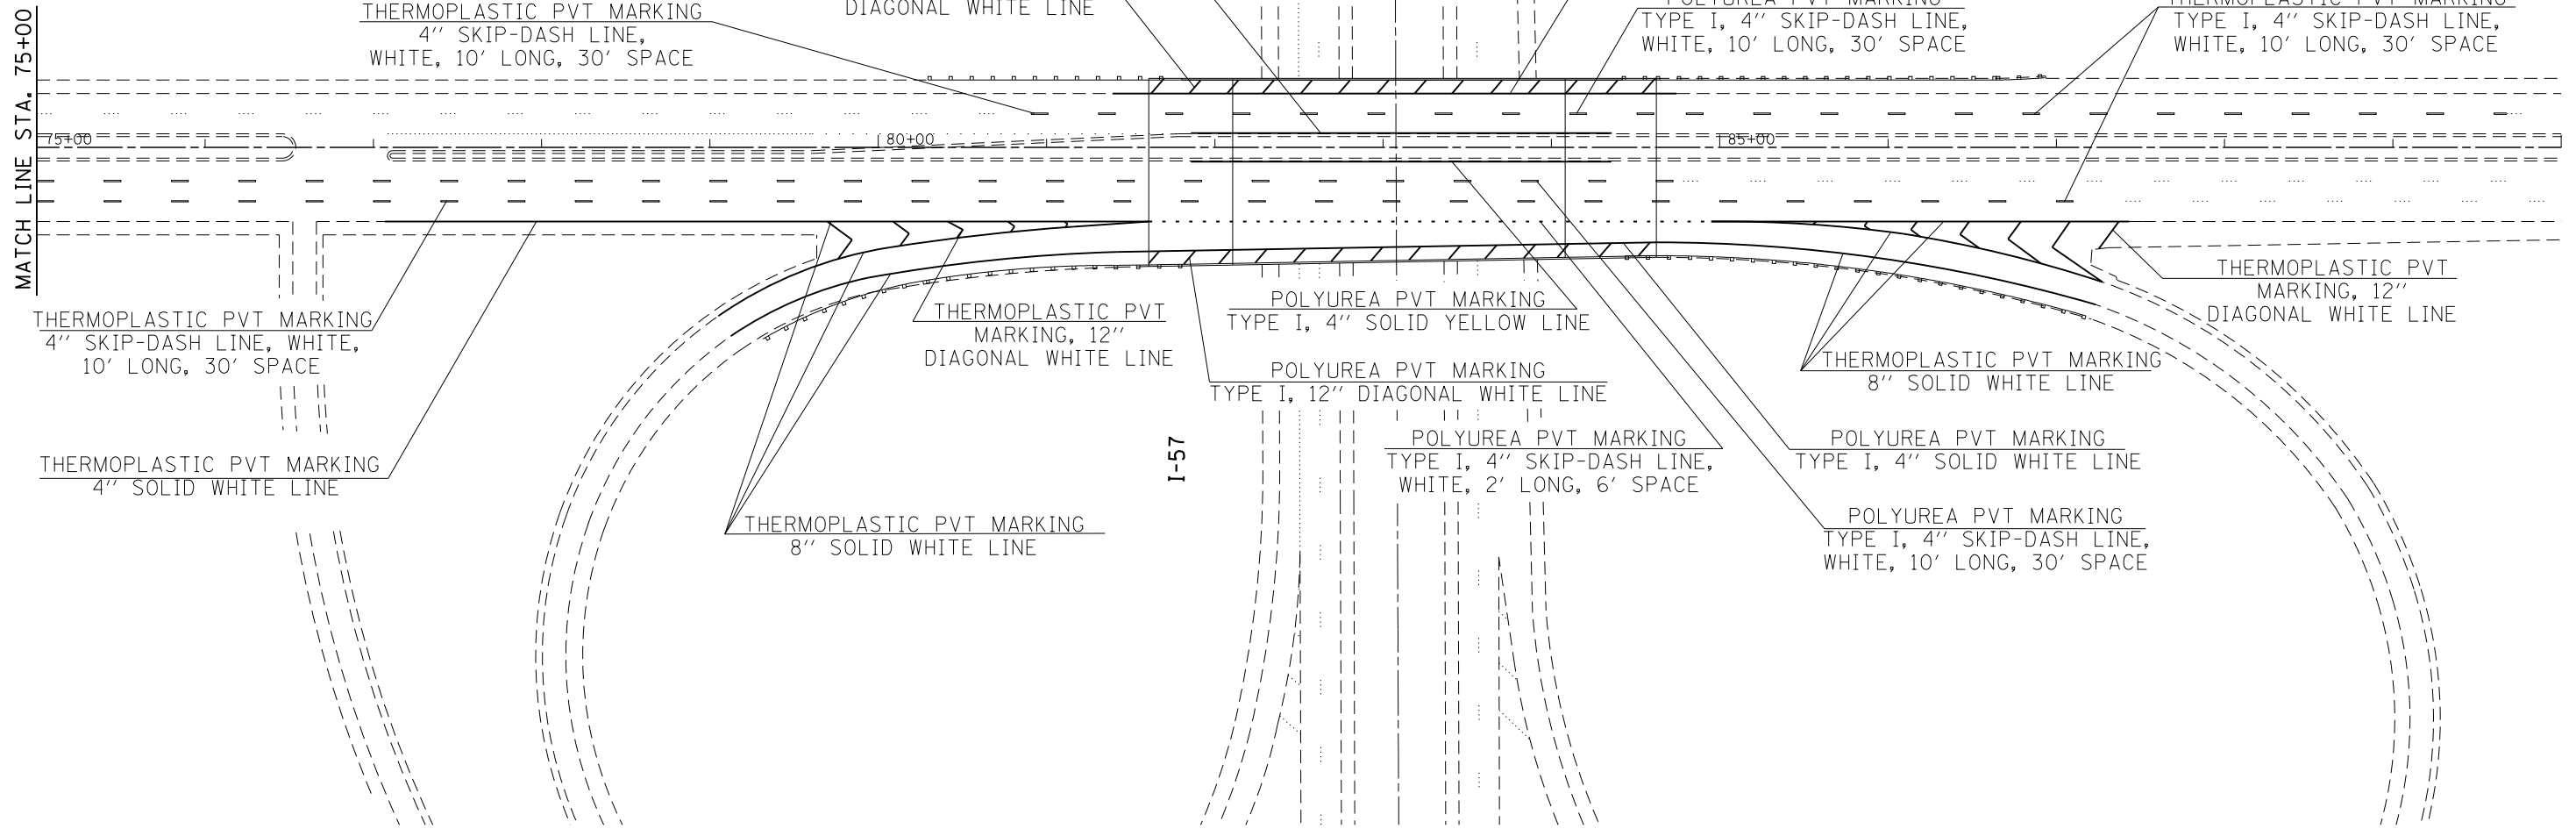 MATCH LINE STA. 75+00
THERMOPLASTIC PVT MARKING
4" SKIP-DASH LINE,
WHITE, 10' LONG, 30' SPACE
DIAGONAL WHITE LINE
POLYUREA PVT MARKING
TYPE I, 4" SKIP-DASH LINE,
WHITE, 10' LONG, 30' SPACE
THERMOPLASTIC PVT MARKING
TYPE I, 4" SKIP-DASH LINE,
WHITE, 10' LONG, 30' SPACE
75+00
80+00
85+00
THERMOPLASTIC PVT MARKING
4" SKIP-DASH LINE, WHITE,
10' LONG, 30' SPACE
THERMOPLASTIC PVT
MARKING, 12"
DIAGONAL WHITE LINE
POLYUREA PVT MARKING
TYPE I, 4" SOLID YELLOW LINE
THERMOPLASTIC PVT
MARKING, 12"
DIAGONAL WHITE LINE
POLYUREA PVT MARKING
TYPE I, 12" DIAGONAL WHITE LINE
THERMOPLASTIC PVT MARKING
8" SOLID WHITE LINE
THERMOPLASTIC PVT MARKING
4" SOLID WHITE LINE
I-57
POLYUREA PVT MARKING
TYPE I, 4" SKIP-DASH LINE,
WHITE, 2' LONG, 6' SPACE
POLYUREA PVT MARKING
TYPE I, 4" SOLID WHITE LINE
THERMOPLASTIC PVT MARKING
8" SOLID WHITE LINE
POLYUREA PVT MARKING
TYPE I, 4" SKIP-DASH LINE,
WHITE, 10' LONG, 30' SPACE